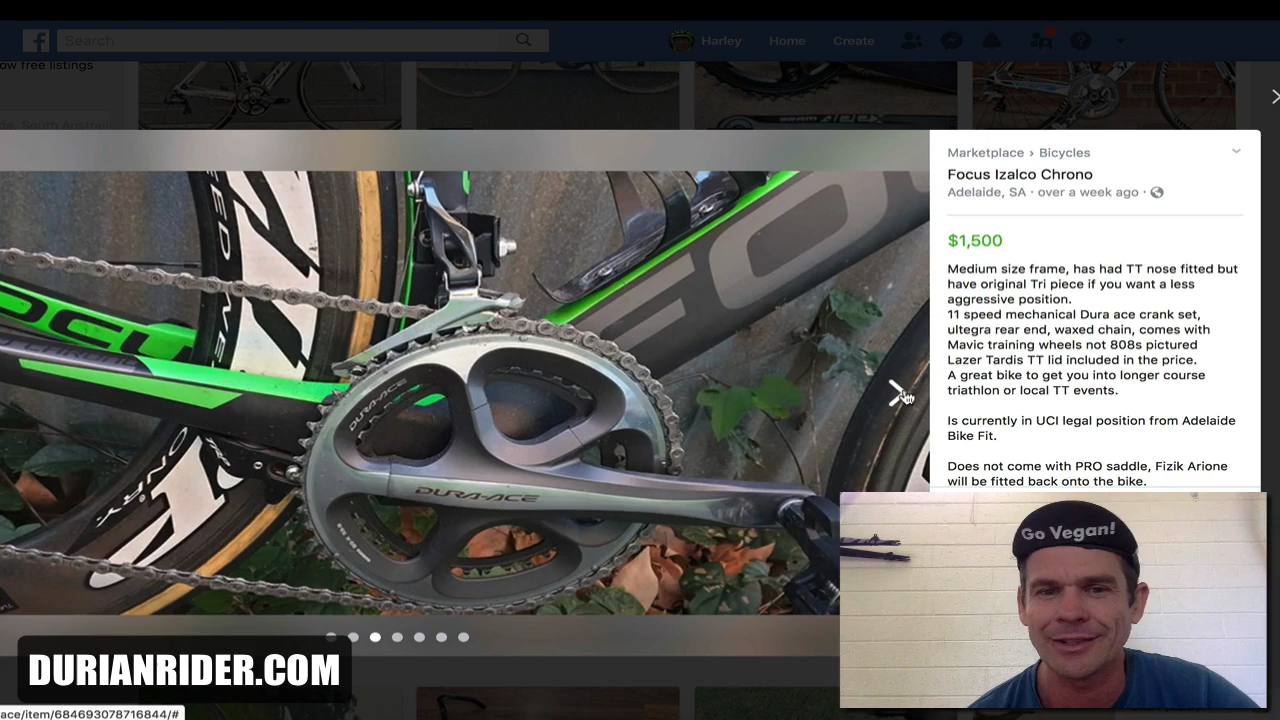 f
Search
Harley
Home
Create
?
ow free listings
de, South Australi
Marketplace › Bicycles
Focus Izalco Chrono
Adelaide, SA · over a week ago ·
$1,500
Medium size frame, has had TT nose fitted but
have original Tri piece if you want a less
aggressive position.
11 speed mechanical Dura ace crank set,
ultegra rear end, waxed chain, comes with
Mavic training wheels not 808s pictured
Lazer Tardis TT lid included in the price.
A great bike to get you into longer course
triathlon or local TT events.
Is currently in UCI legal position from Adelaide
Bike Fit.
Does not come with PRO saddle, Fizik Arione
will be fitted back onto the bike.
FO
DURA-ACE
DURA-ACE
Go Vegan!
DURIANRIDER.COM
ace/item/684693078716844/#